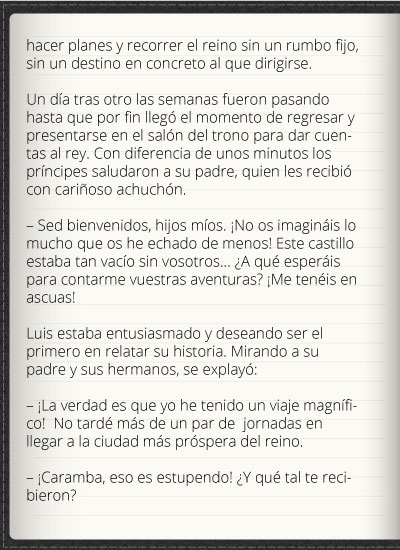 hacer planes y recorrer el reino sin un rumbo fijo,
sin un destino en concreto al que dirigirse.
Un día tras otro las semanas fueron pasando
hasta que por fin llegó el momento de regresar y
presentarse en el salón del trono para dar cuen-
tas al rey. Con diferencia de unos minutos los
príncipes saludaron a su padre, quien les recibió
con cariñoso achuchón.
– Sed bienvenidos, hijos míos. ¡No os imagináis lo
mucho que os he echado de menos! Este castillo
estaba tan vacío sin vosotros... ¿A qué esperáis
para contarme vuestras aventuras? ¡Me tenéis en
ascuas!
Luis estaba entusiasmado y deseando ser el
primero en relatar su historia. Mirando a su
padre y sus hermanos, se explayó:
– ¡La verdad es que yo he tenido un viaje magnífi-
co!  No tardé más de un par de  jornadas en
llegar a la ciudad más próspera del reino.
– ¡Caramba, eso es estupendo! ¿Y qué tal te reci-
bieron?